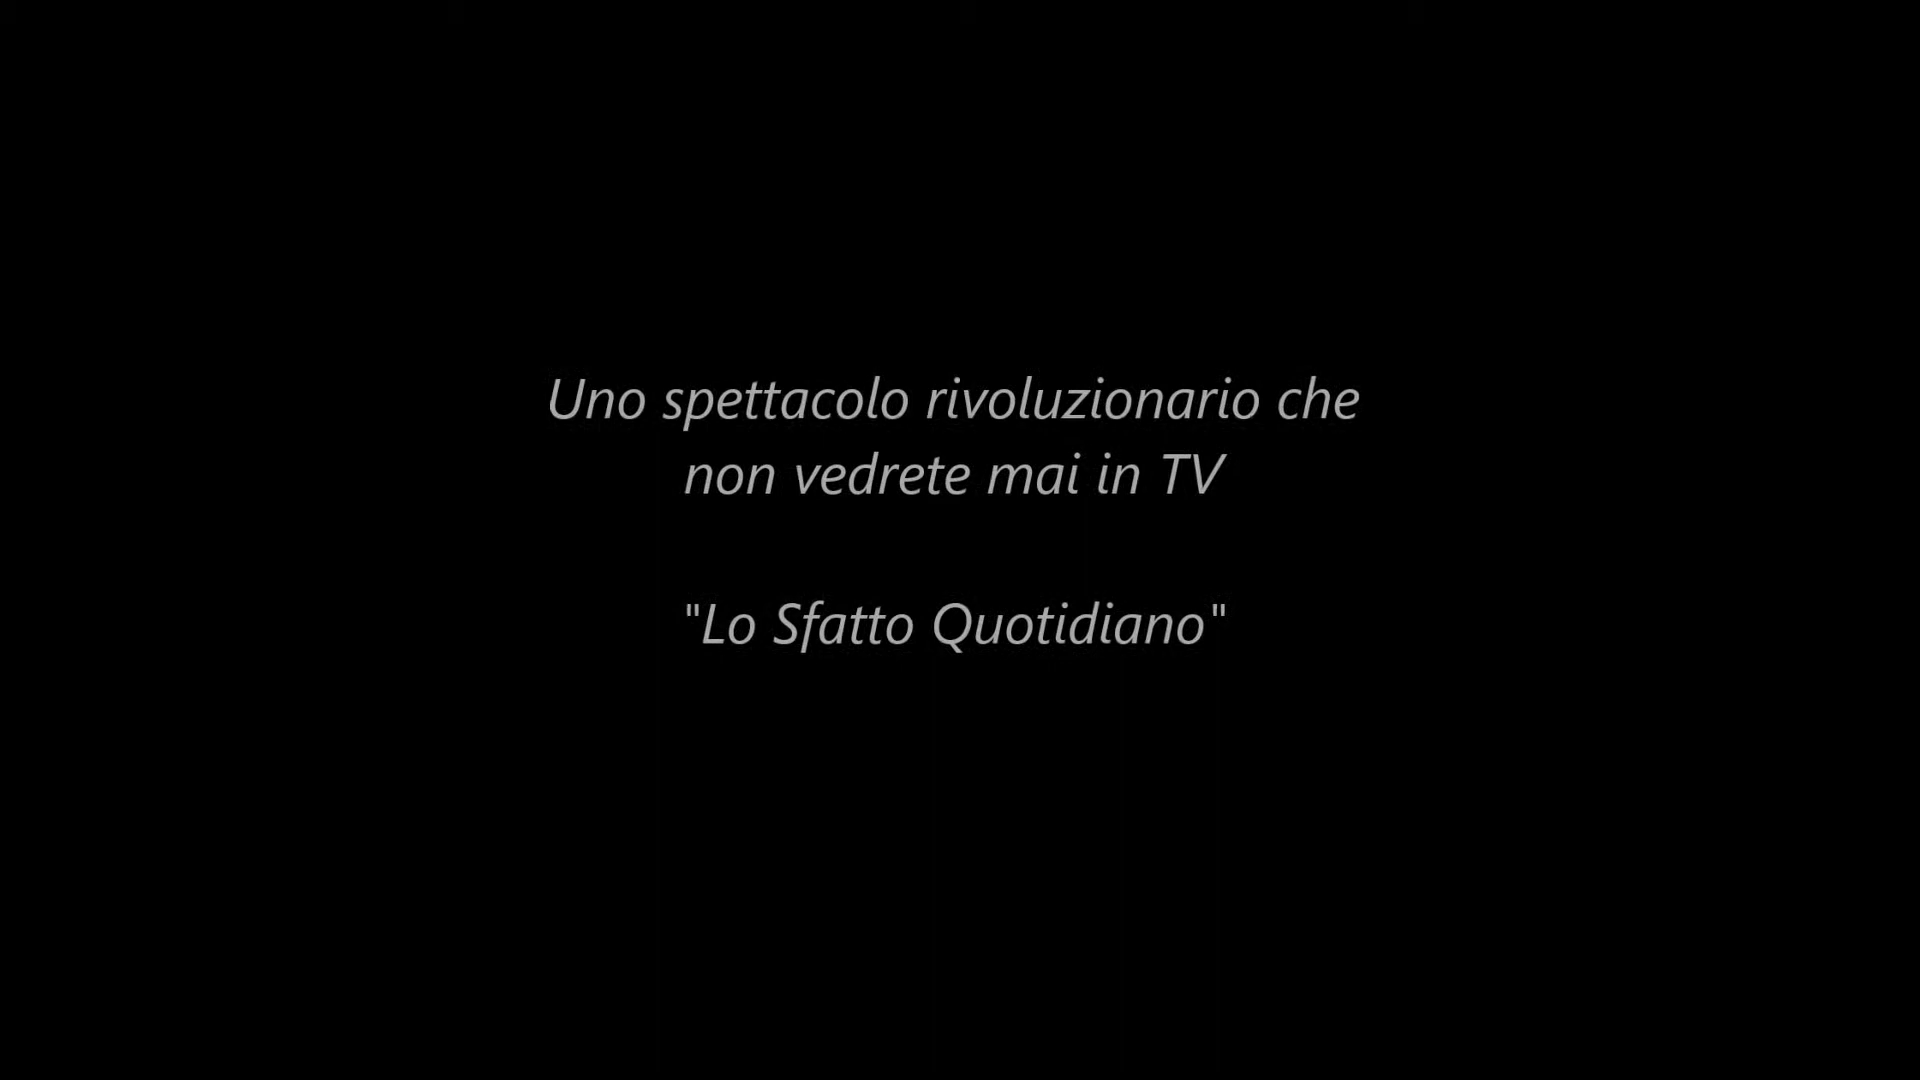 Uno spettacolo rivoluzionario che
non vedrete mai in TV
"Lo Sfatto Quotidiano"